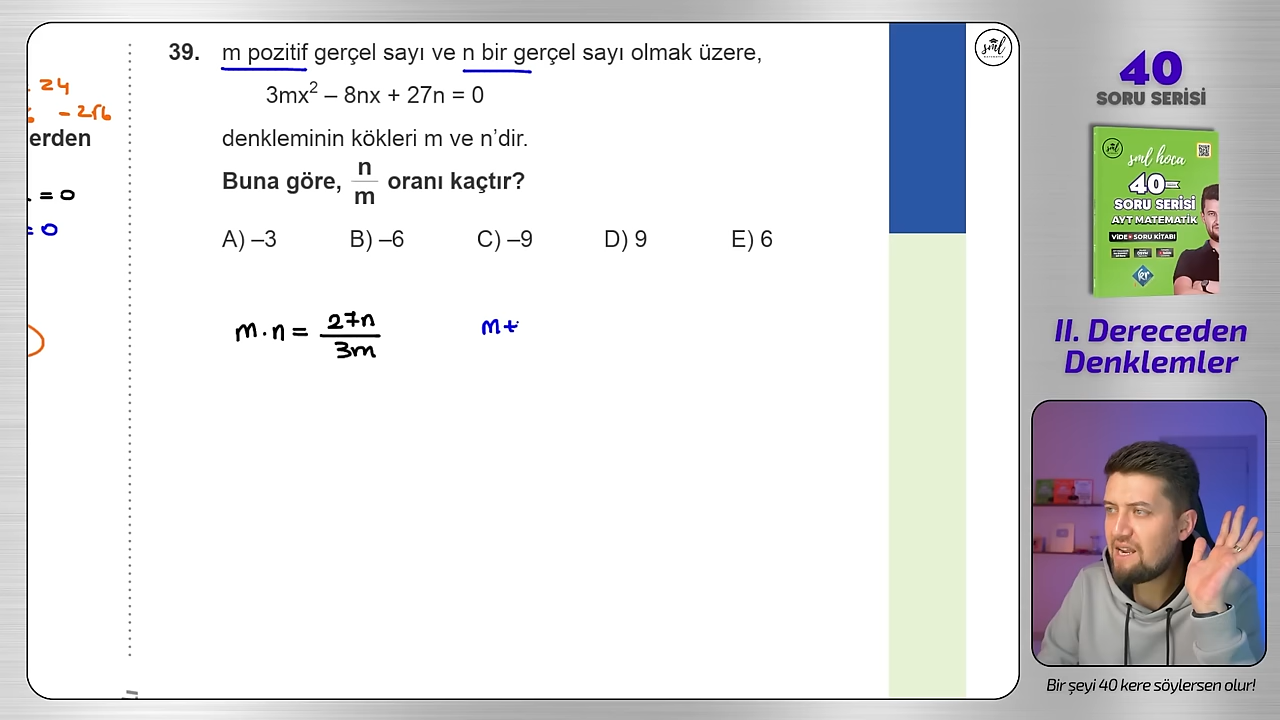 24
- 216
erden
= 0
= 0
39. m pozitif gerçel sayı ve n bir gerçel sayı olmak üzere,
3mx² – 8nx + 27n = 0
denkleminin kökleri m ve n'dir.
Buna göre, n/m oranı kaçtır?
A) –3 B) –6 C) –9 D) 9 E) 6
m·n = 27n/3m
m+
sml
40
SORU SERİSİ
sml hoca
40
SORU SERİSİ
AYT MATEMATİK
VİDEO SORU KİTABI
II. Dereceden
Denklemler
Bir şeyi 40 kere söylersen olur!